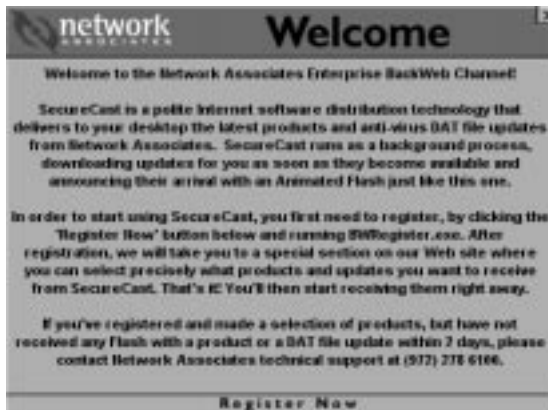 network
ASSOCIATES
Welcome
Welcome to the Network Associates Enterprise BackWeb Channel!
SecureCast is a polite Internet software distribution technology that
delivers to your desktop the latest products and anti-virus DAT file updates
from Network Associates. SecureCast runs as a background process,
downloading updates for you as soon as they become available and
announcing their arrival with an Animated Flash just like this one.
In order to start using SecureCast, you first need to register, by clicking the
'Register Now' button below and running BWRegister.exe. After
registration, we will take you to a special section on our Web site where
you can select precisely what products and updates you want to receive
from SecureCast. That's it! You'll then start receiving them right away.
If you've registered and made a selection of products, but have not
received any Flash with a product or a DAT file update within 7 days, please
contact Network Associates technical support at (972) 278 6100.
Register Now